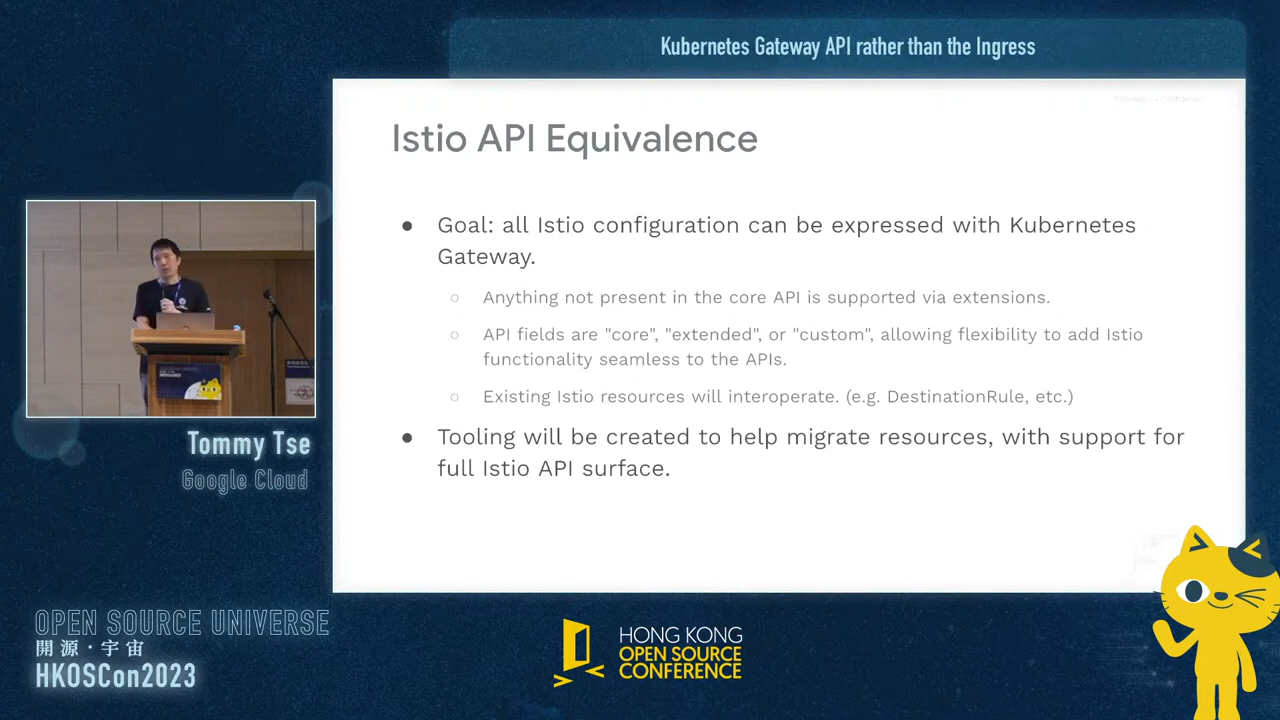 Kubernetes Gateway API rather than the Ingress
Proprietary + Confidential
Istio API Equivalence
● Goal: all Istio configuration can be expressed with Kubernetes
Gateway.
○ Anything not present in the core API is supported via extensions.
○ API fields are "core", "extended", or "custom", allowing flexibility to add Istio
functionality seamless to the APIs.
○ Existing Istio resources will interoperate. (e.g. DestinationRule, etc.)
● Tooling will be created to help migrate resources, with support for
full Istio API surface.
Tommy Tse
Google Cloud
OPEN SOURCE UNIVERSE
開源·宇宙
HKOSCon2023
HONG KONG
OPEN SOURCE
CONFERENCE